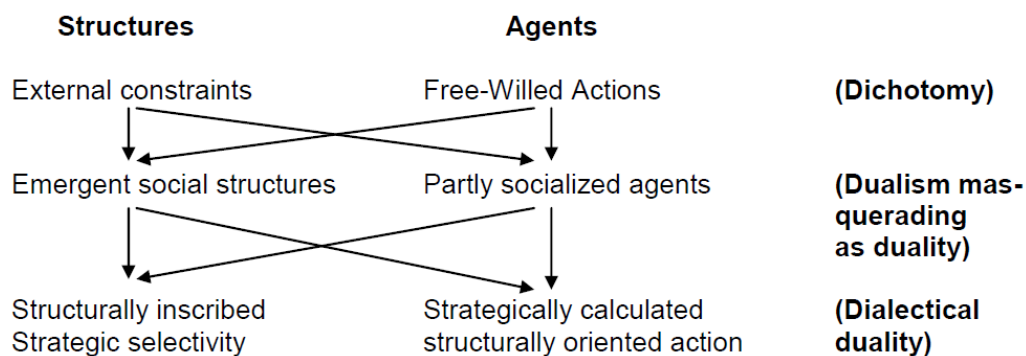 Structures Agents
External constraints Free-Willed Actions (Dichotomy)
Emergent social structures Partly socialized agents (Dualism mas-
querading
as duality)
Structurally inscribed Strategically calculated (Dialectical
Strategic selectivity structurally oriented action duality)